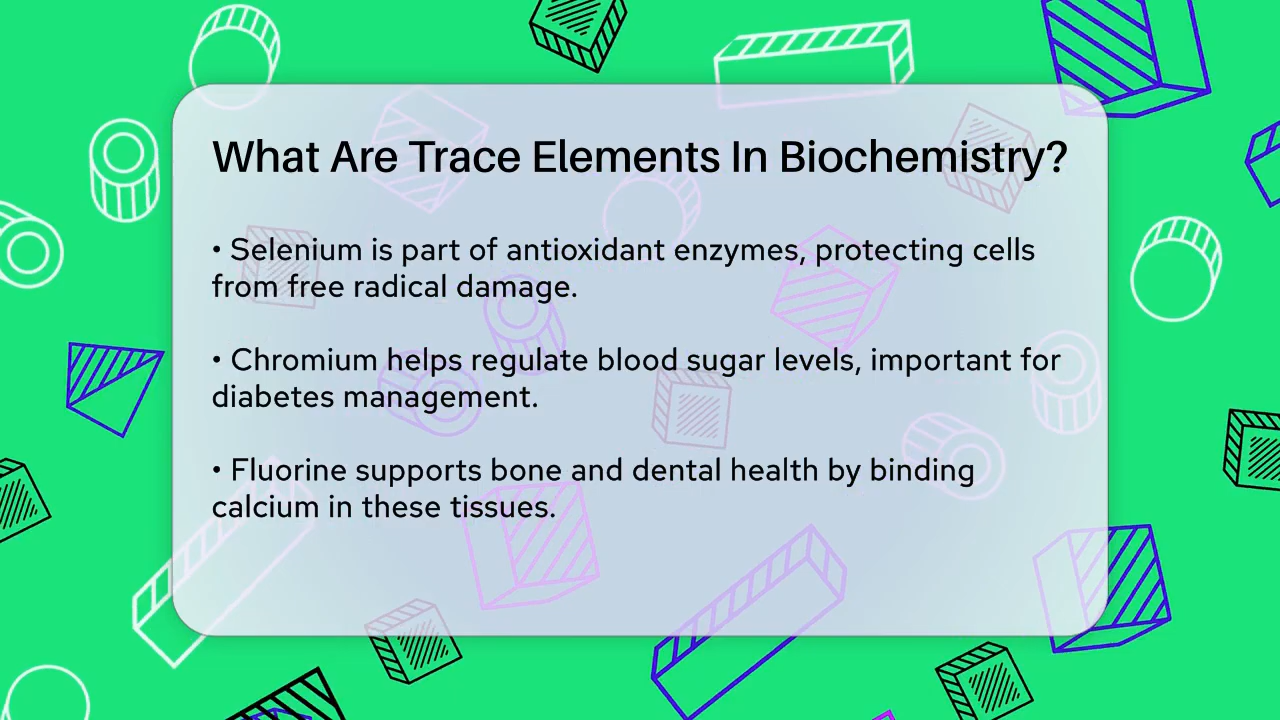 What Are Trace Elements In Biochemistry?
• Selenium is part of antioxidant enzymes, protecting cells
from free radical damage.
• Chromium helps regulate blood sugar levels, important for
diabetes management.
• Fluorine supports bone and dental health by binding
calcium in these tissues.